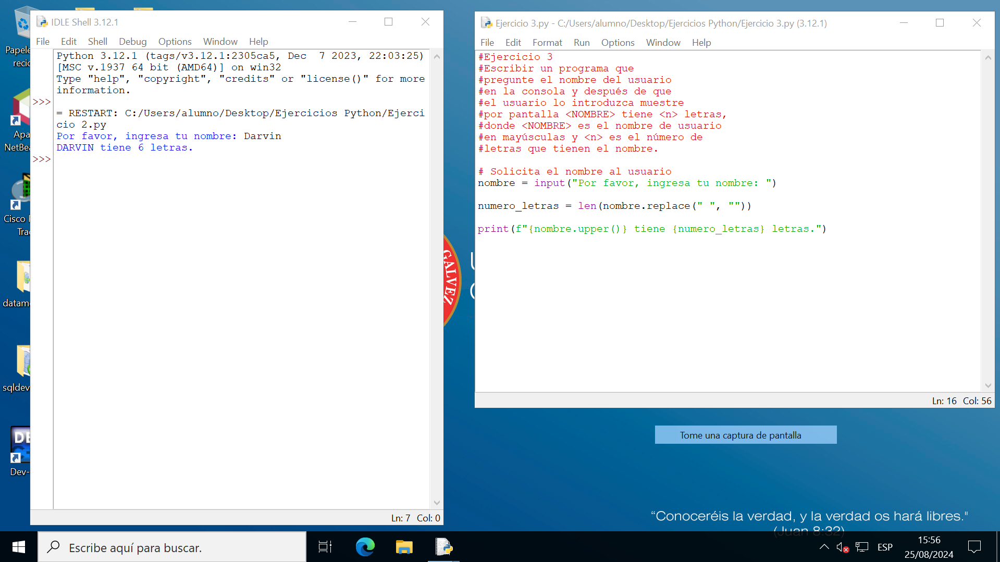 IDLE Shell 3.12.1
File Edit Shell Debug Options Window Help
Python 3.12.1 (tags/v3.12.1:2305ca5, Dec  7 2023, 22:03:25)
[MSC v.1937 64 bit (AMD64)] on win32
Type "help", "copyright", "credits" or "license()" for more
information.
>>>
= RESTART: C:/Users/alumno/Desktop/Ejercicios Python/Ejerci
cio 2.py
Por favor, ingresa tu nombre: Darvin
DARVIN tiene 6 letras.
>>>
Ln: 7 Col: 0
Ejercicio 3.py - C:/Users/alumno/Desktop/Ejercicios Python/Ejercicio 3.py (3.12.1)
File Edit Format Run Options Window Help
#Ejercicio 3
#Escribir un programa que
#pregunte el nombre del usuario
#en la consola y después de que
#el usuario lo introduzca muestre
#por pantalla <NOMBRE> tiene <n> letras,
#donde <NOMBRE> es el nombre de usuario
#en mayúsculas y <n> es el número de
#letras que tienen el nombre.
# Solicita el nombre al usuario
nombre = input("Por favor, ingresa tu nombre: ")
numero_letras = len(nombre.replace(" ", ""))
print(f"{nombre.upper()} tiene {numero_letras} letras.")
Ln: 16 Col: 56
Papele
recic
Apa
NetBea
Cisco
Trac
datam
sqldev
DE
Dev-
GALVEZ
Tome una captura de pantalla
“Conoceréis la verdad, y la verdad os hará libres."
(Juan 8:32)
Escribe aquí para buscar.
ESP
15:56
25/08/2024